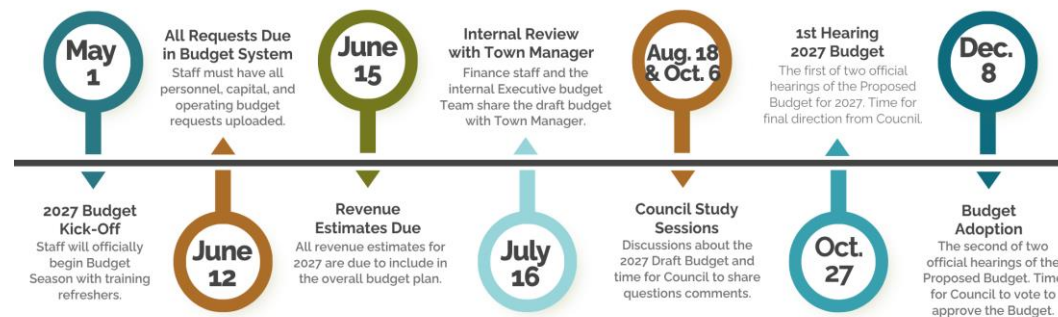 May
1
2027 Budget
Kick-Off
Staff will officially
begin Budget
Season with training
refreshers.
All Requests Due
in Budget System
Staff must have all
personnel, capital, and
operating budget
requests uploaded.
June
12
June
15
Revenue
Estimates Due
All revenue estimates for
2027 are due to include in
the overall budget plan.
Internal Review
with Town Manager
Finance staff and the
internal Executive budget
Team share the draft budget
with Town Manager.
July
16
Aug. 18
& Oct. 6
Council Study
Sessions
Discussions about the
2027 Draft Budget and
time for Council to share
questions comments.
1st Hearing
2027 Budget
The first of two official
hearings of the Proposed
Budget for 2027. Time for
final direction from Coucnil.
Oct.
27
Dec.
8
Budget
Adoption
The second of two
official hearings of the
Proposed Budget. Time
for Council to vote to
approve the Budget.